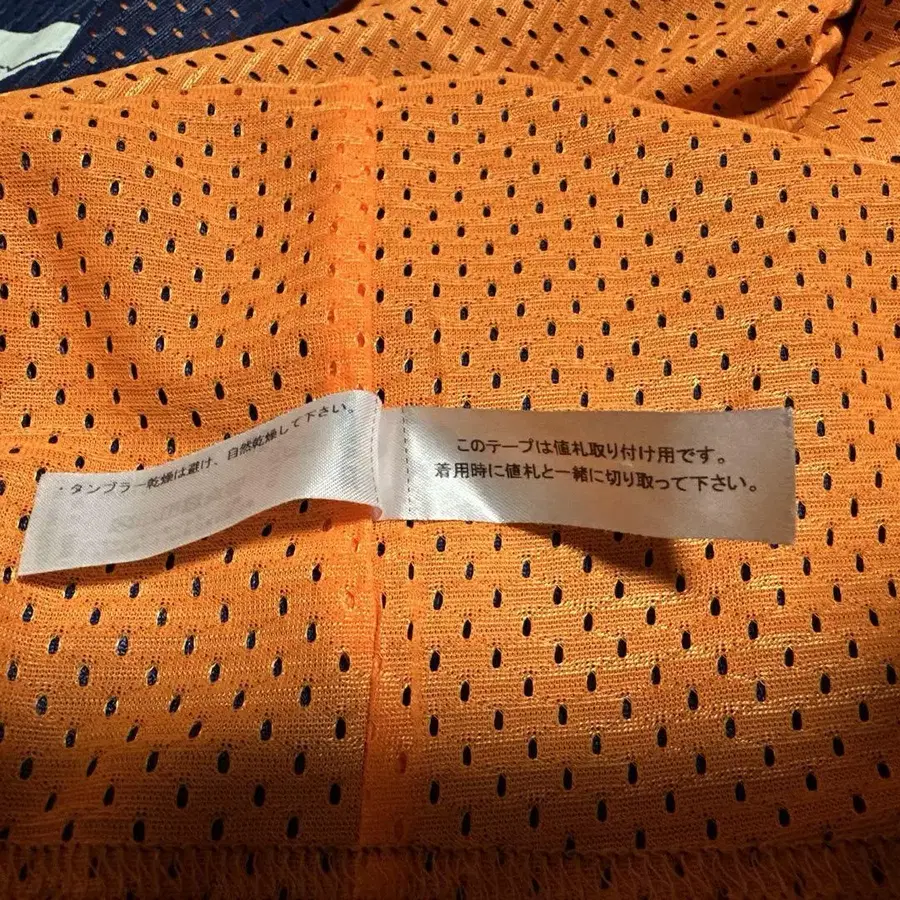 ・タンブラー乾燥は避け、自然乾燥して下さい。
このテープは値札取り付け用です。
着用時に値札と一緒に切り取って下さい。